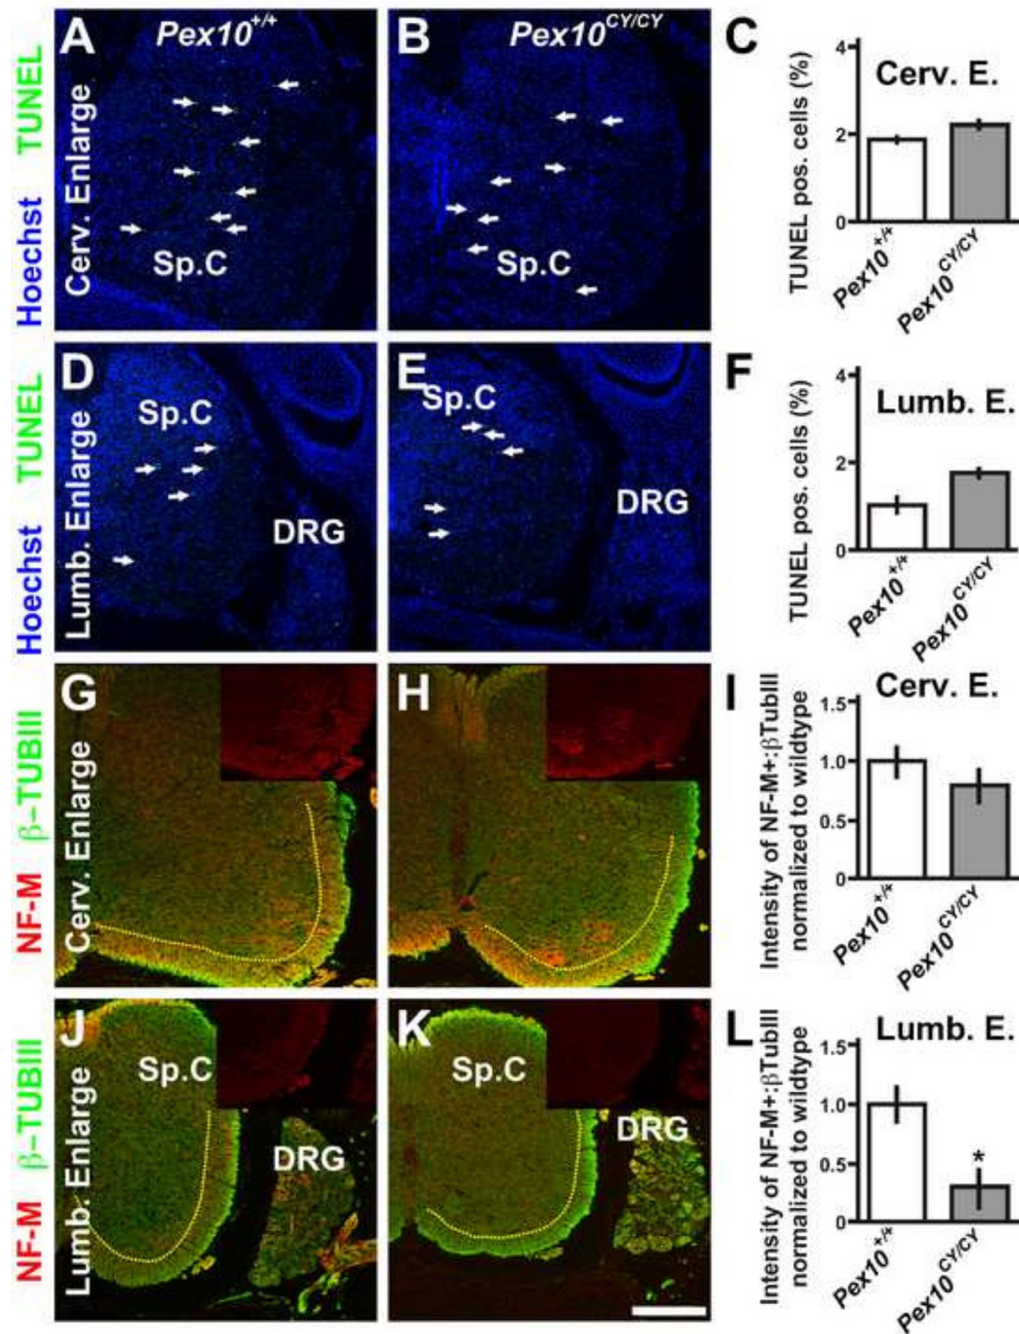 A
Pex10+/+
B
Pex10CY/CY
C
Hoechst TUNEL
Cerv. Enlarge
Sp.C
Sp.C
TUNEL pos. cells (%)
Cerv. E.
4
2
0
Pex10+/+
Pex10CY/CY
D
E
F
Hoechst TUNEL
Lumb. Enlarge
Sp.C
DRG
Sp.C
DRG
TUNEL pos. cells (%)
Lumb. E.
4
2
0
Pex10+/+
Pex10CY/CY
G
H
I
NF-M β-TUBIII
Cerv. Enlarge
Intensity of NF-M+:βTubIII
normalized to wildtype
Cerv. E.
1.5
1.0
0.5
0
Pex10+/+
Pex10CY/CY
J
K
L
NF-M β-TUBIII
Lumb. Enlarge
Sp.C
DRG
Sp.C
DRG
Intensity of NF-M+:βTubIII
normalized to wildtype
Lumb. E.
1.5
1.0
0.5
0
*
Pex10+/+
Pex10CY/CY